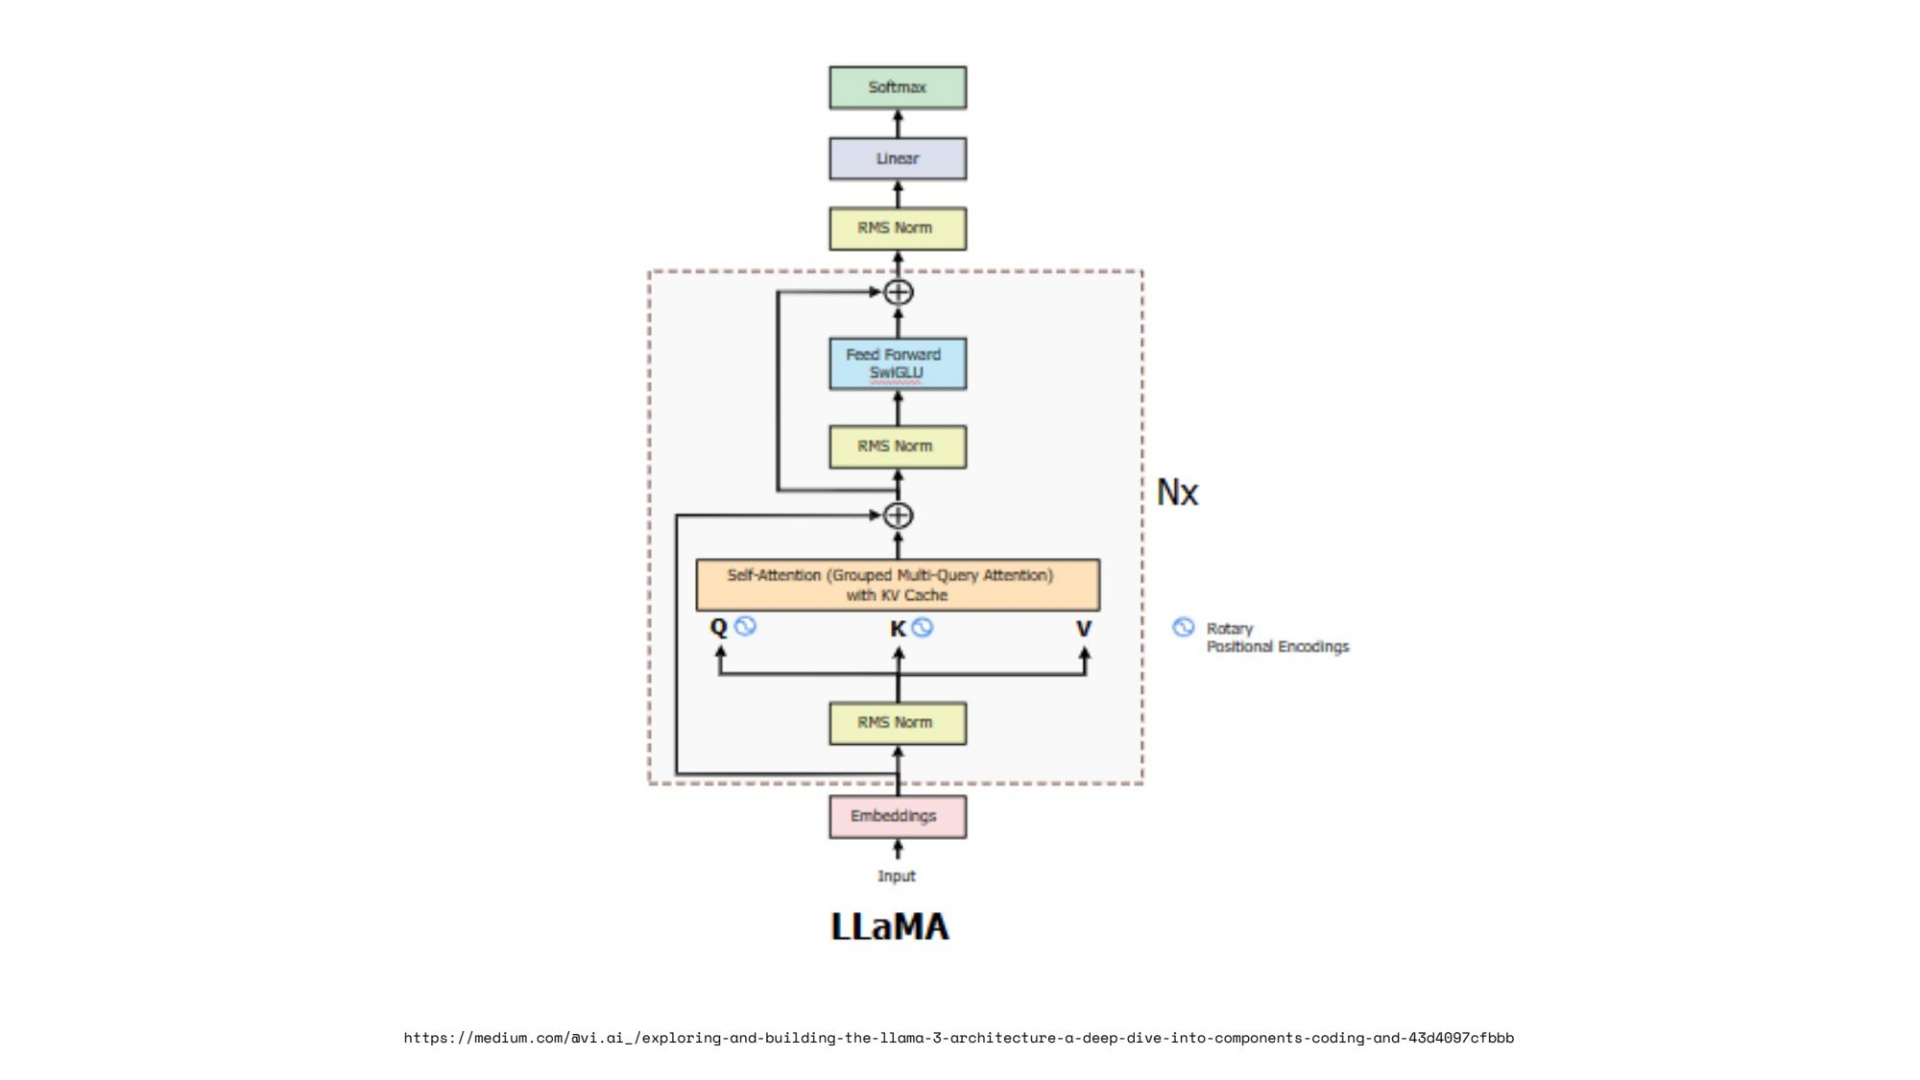 Softmax
Linear
RMS Norm
Feed Forward
SwiGLU
RMS Norm
Nx
Self-Attention (Grouped Multi-Query Attention)
with KV Cache
Q
K
V
Rotary
Positional Encodings
RMS Norm
Embeddings
Input
LLaMA
https://medium.com/@vi.ai_/exploring-and-building-the-llama-3-architecture-a-deep-dive-into-components-coding-and-43d4097cfbbb